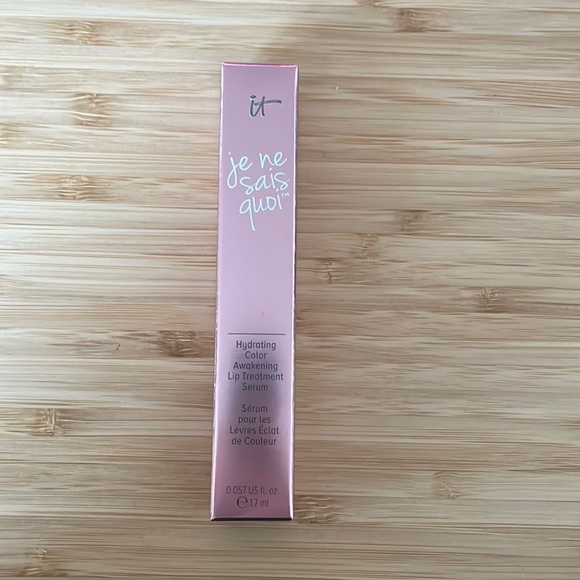 it
je ne
sais
quoi™
Hydrating
Color
Awakening
Lip Treatment
Serum
Sérum
pour les
Lèvres Éclat
de Couleur
0.057 US fl. oz.
℮ 1.7 ml